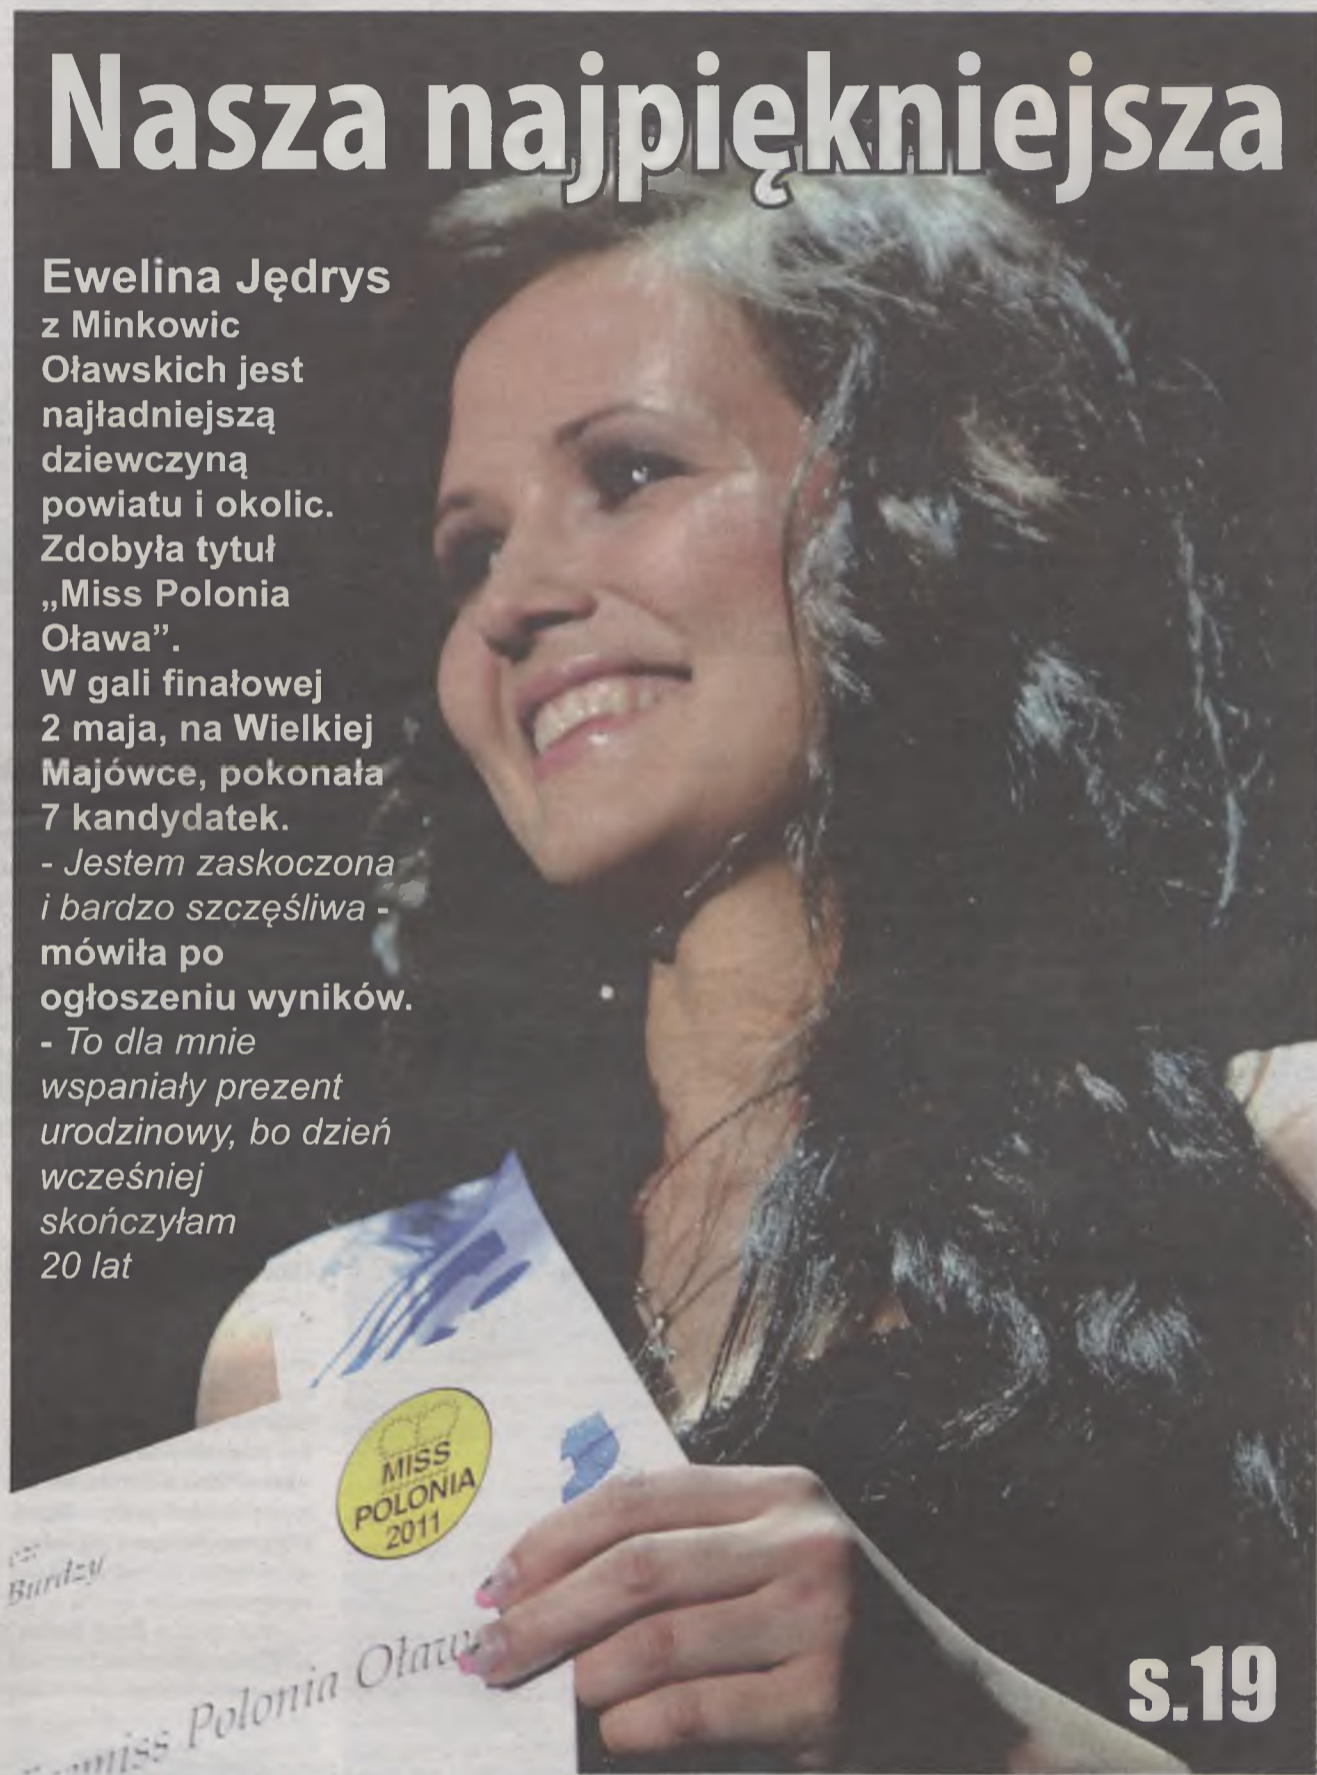 Nasza najpiękniejsza
Ewelina Jędrys
z Minkowic
Oławskich jest
najładniejszą
dziewczyną
powiatu i okolic.
Zdobyła tytuł
„Miss Polonia
Oława”.
W gali finałowej
2 maja, na Wielkiej
Majówce, pokonała
7 kandydatek.
- Jestem zaskoczona
i bardzo szczęśliwa -
mówiła po
ogłoszeniu wyników.
- To dla mnie
wspaniały prezent
urodzinowy, bo dzień
wcześniej
skończyłam
20 lat
MISS
POLONIA
2011
Burdzy
Polonia Oław
s.19